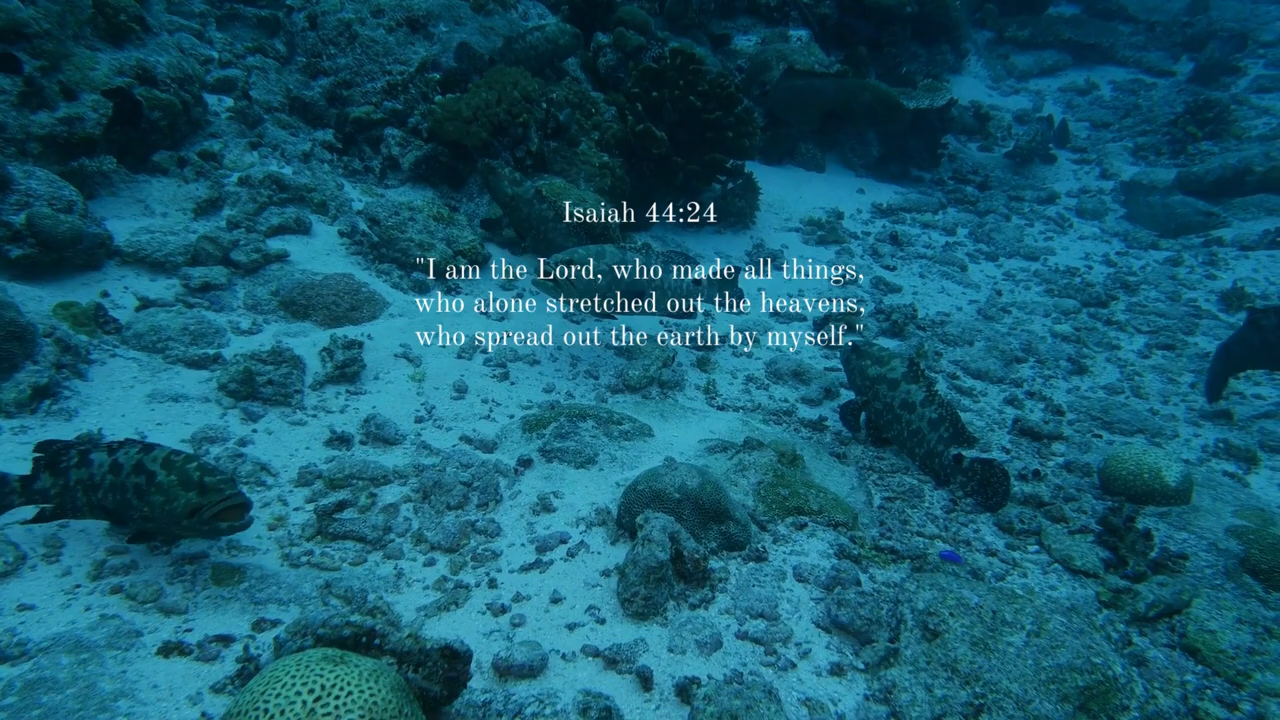 Isaiah 44:24
"I am the Lord, who made all things,
who alone stretched out the heavens,
who spread out the earth by myself."